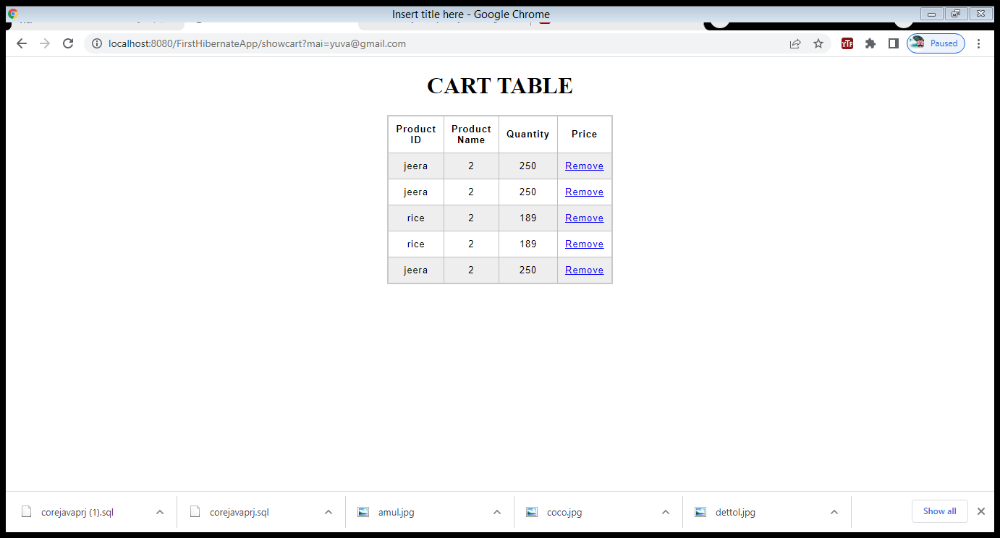 Insert title here - Google Chrome
localhost:8080/FirstHibernateApp/showcart?mai=yuva@gmail.com
YTF
Paused
CART TABLE
Product ID Product Name Quantity Price
jeera 2 250 Remove
jeera 2 250 Remove
rice 2 189 Remove
rice 2 189 Remove
jeera 2 250 Remove
corejavaprj (1).sql corejavaprj.sql amul.jpg coco.jpg dettol.jpg Show all